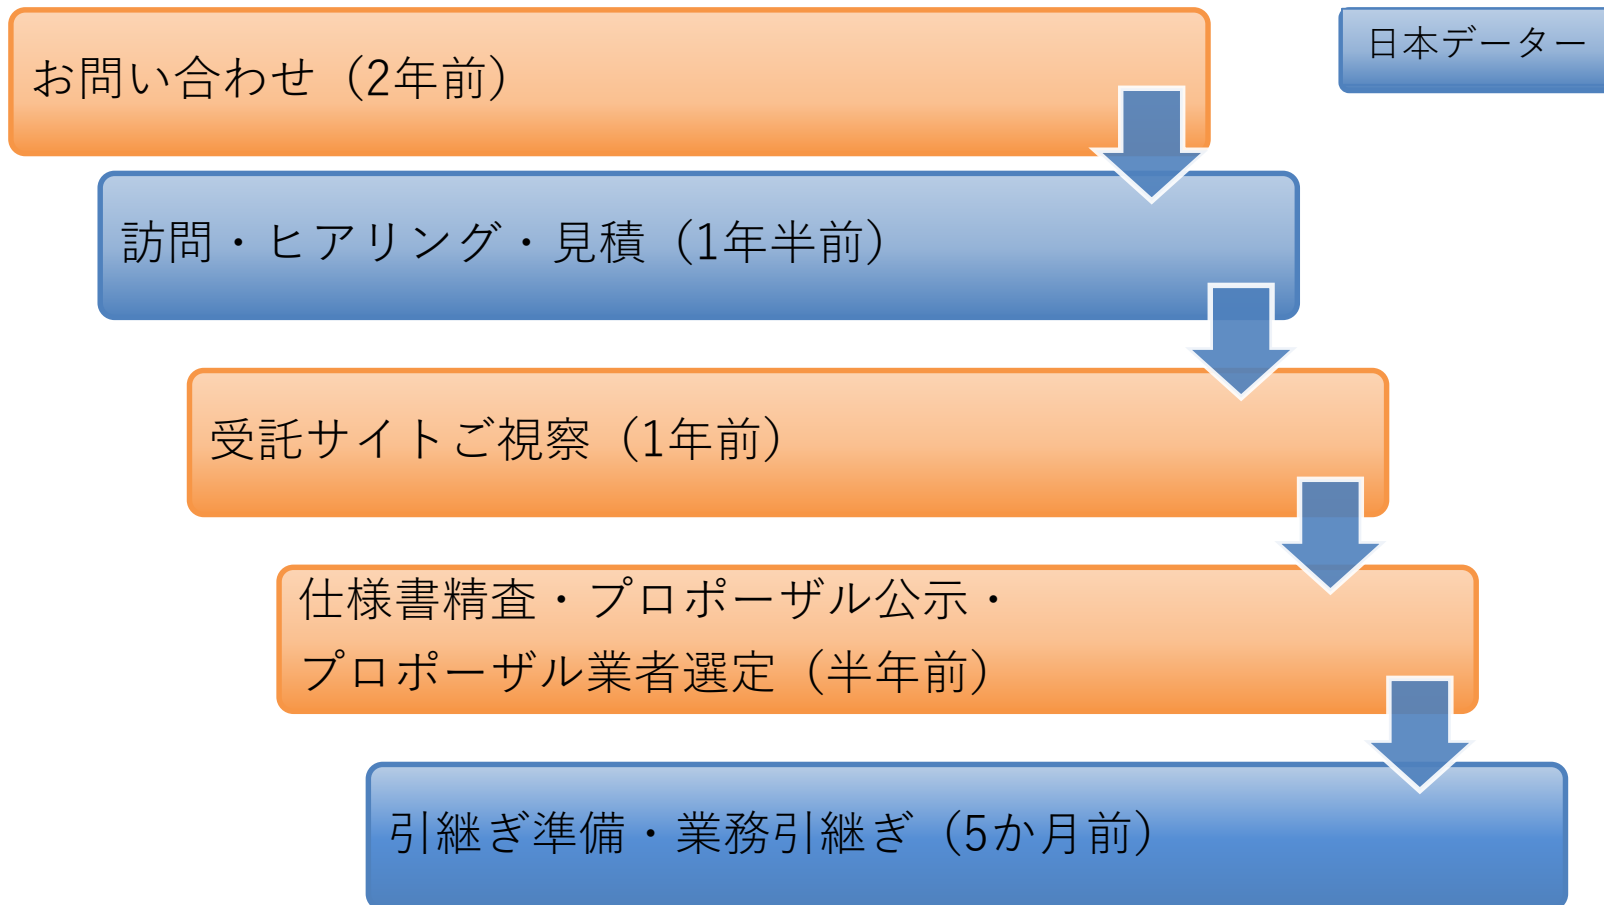 お問い合わせ（2年前）
日本データー
訪問・ヒアリング・見積（1年半前）
受託サイトご視察（1年前）
仕様書精査・プロポーザル公示・
プロポーザル業者選定（半年前）
引継ぎ準備・業務引継ぎ（5か月前）